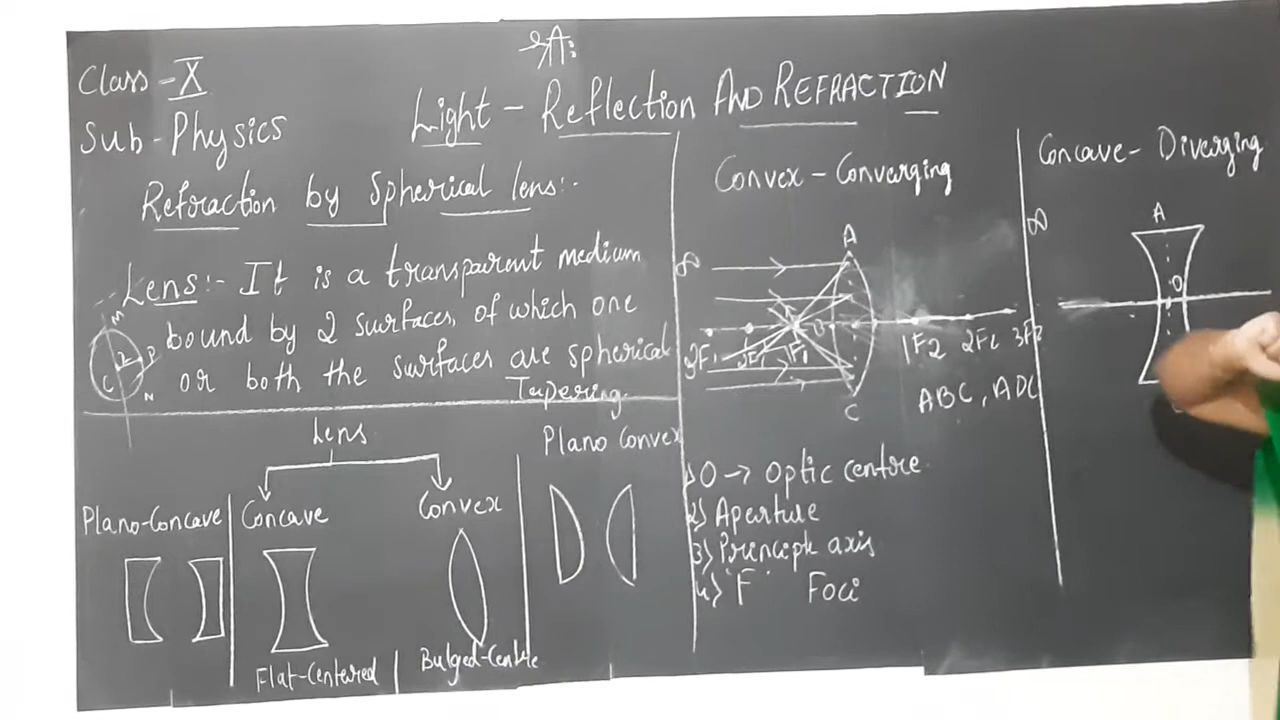 Class - X
Sub - Physics
Light - Reflection AND REFRACTION
Refraction by Spherical lens:-
Lens:- It is a transparent medium
bound by 2 surfaces, of which one
or both the surfaces are spherical
Tapering
M
C
N
Lens
Plano-Concave
Concave
Convex
Plano Convex
Flat-Centered
Bulged-Centre
Convex - Converging
∞
A
∞
2F1
F1
1F2 2F2 3F2
C
ABC, ADC
1) O → Optic centre
2) Aperture
3) Principle axis
4) 'F' Foci
Concave - Diverging
A
O